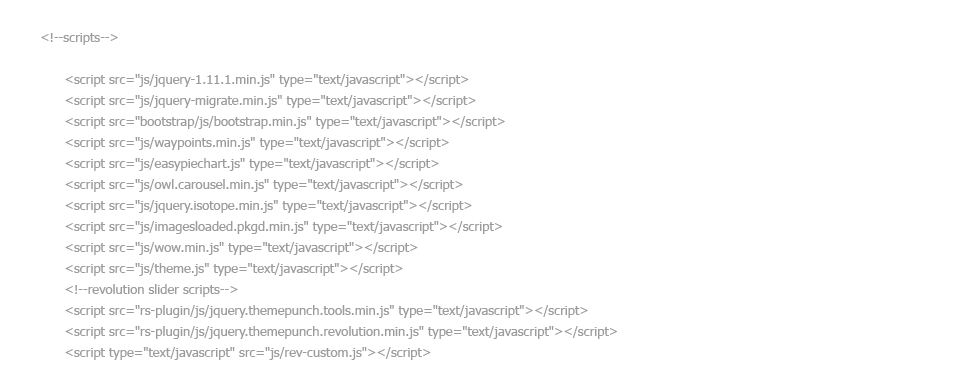 <!--scripts-->
<script src="js/jquery-1.11.1.min.js" type="text/javascript"></script>
<script src="js/jquery-migrate.min.js" type="text/javascript"></script>
<script src="bootstrap/js/bootstrap.min.js" type="text/javascript"></script>
<script src="js/waypoints.min.js" type="text/javascript"></script>
<script src="js/easypiechart.js" type="text/javascript"></script>
<script src="js/owl.carousel.min.js" type="text/javascript"></script>
<script src="js/jquery.isotope.min.js" type="text/javascript"></script>
<script src="js/imagesloaded.pkgd.min.js" type="text/javascript"></script>
<script src="js/wow.min.js" type="text/javascript"></script>
<script src="js/theme.js" type="text/javascript"></script>
<!--revolution slider scripts-->
<script src="rs-plugin/js/jquery.themepunch.tools.min.js" type="text/javascript"></script>
<script src="rs-plugin/js/jquery.themepunch.revolution.min.js" type="text/javascript"></script>
<script type="text/javascript" src="js/rev-custom.js"></script>